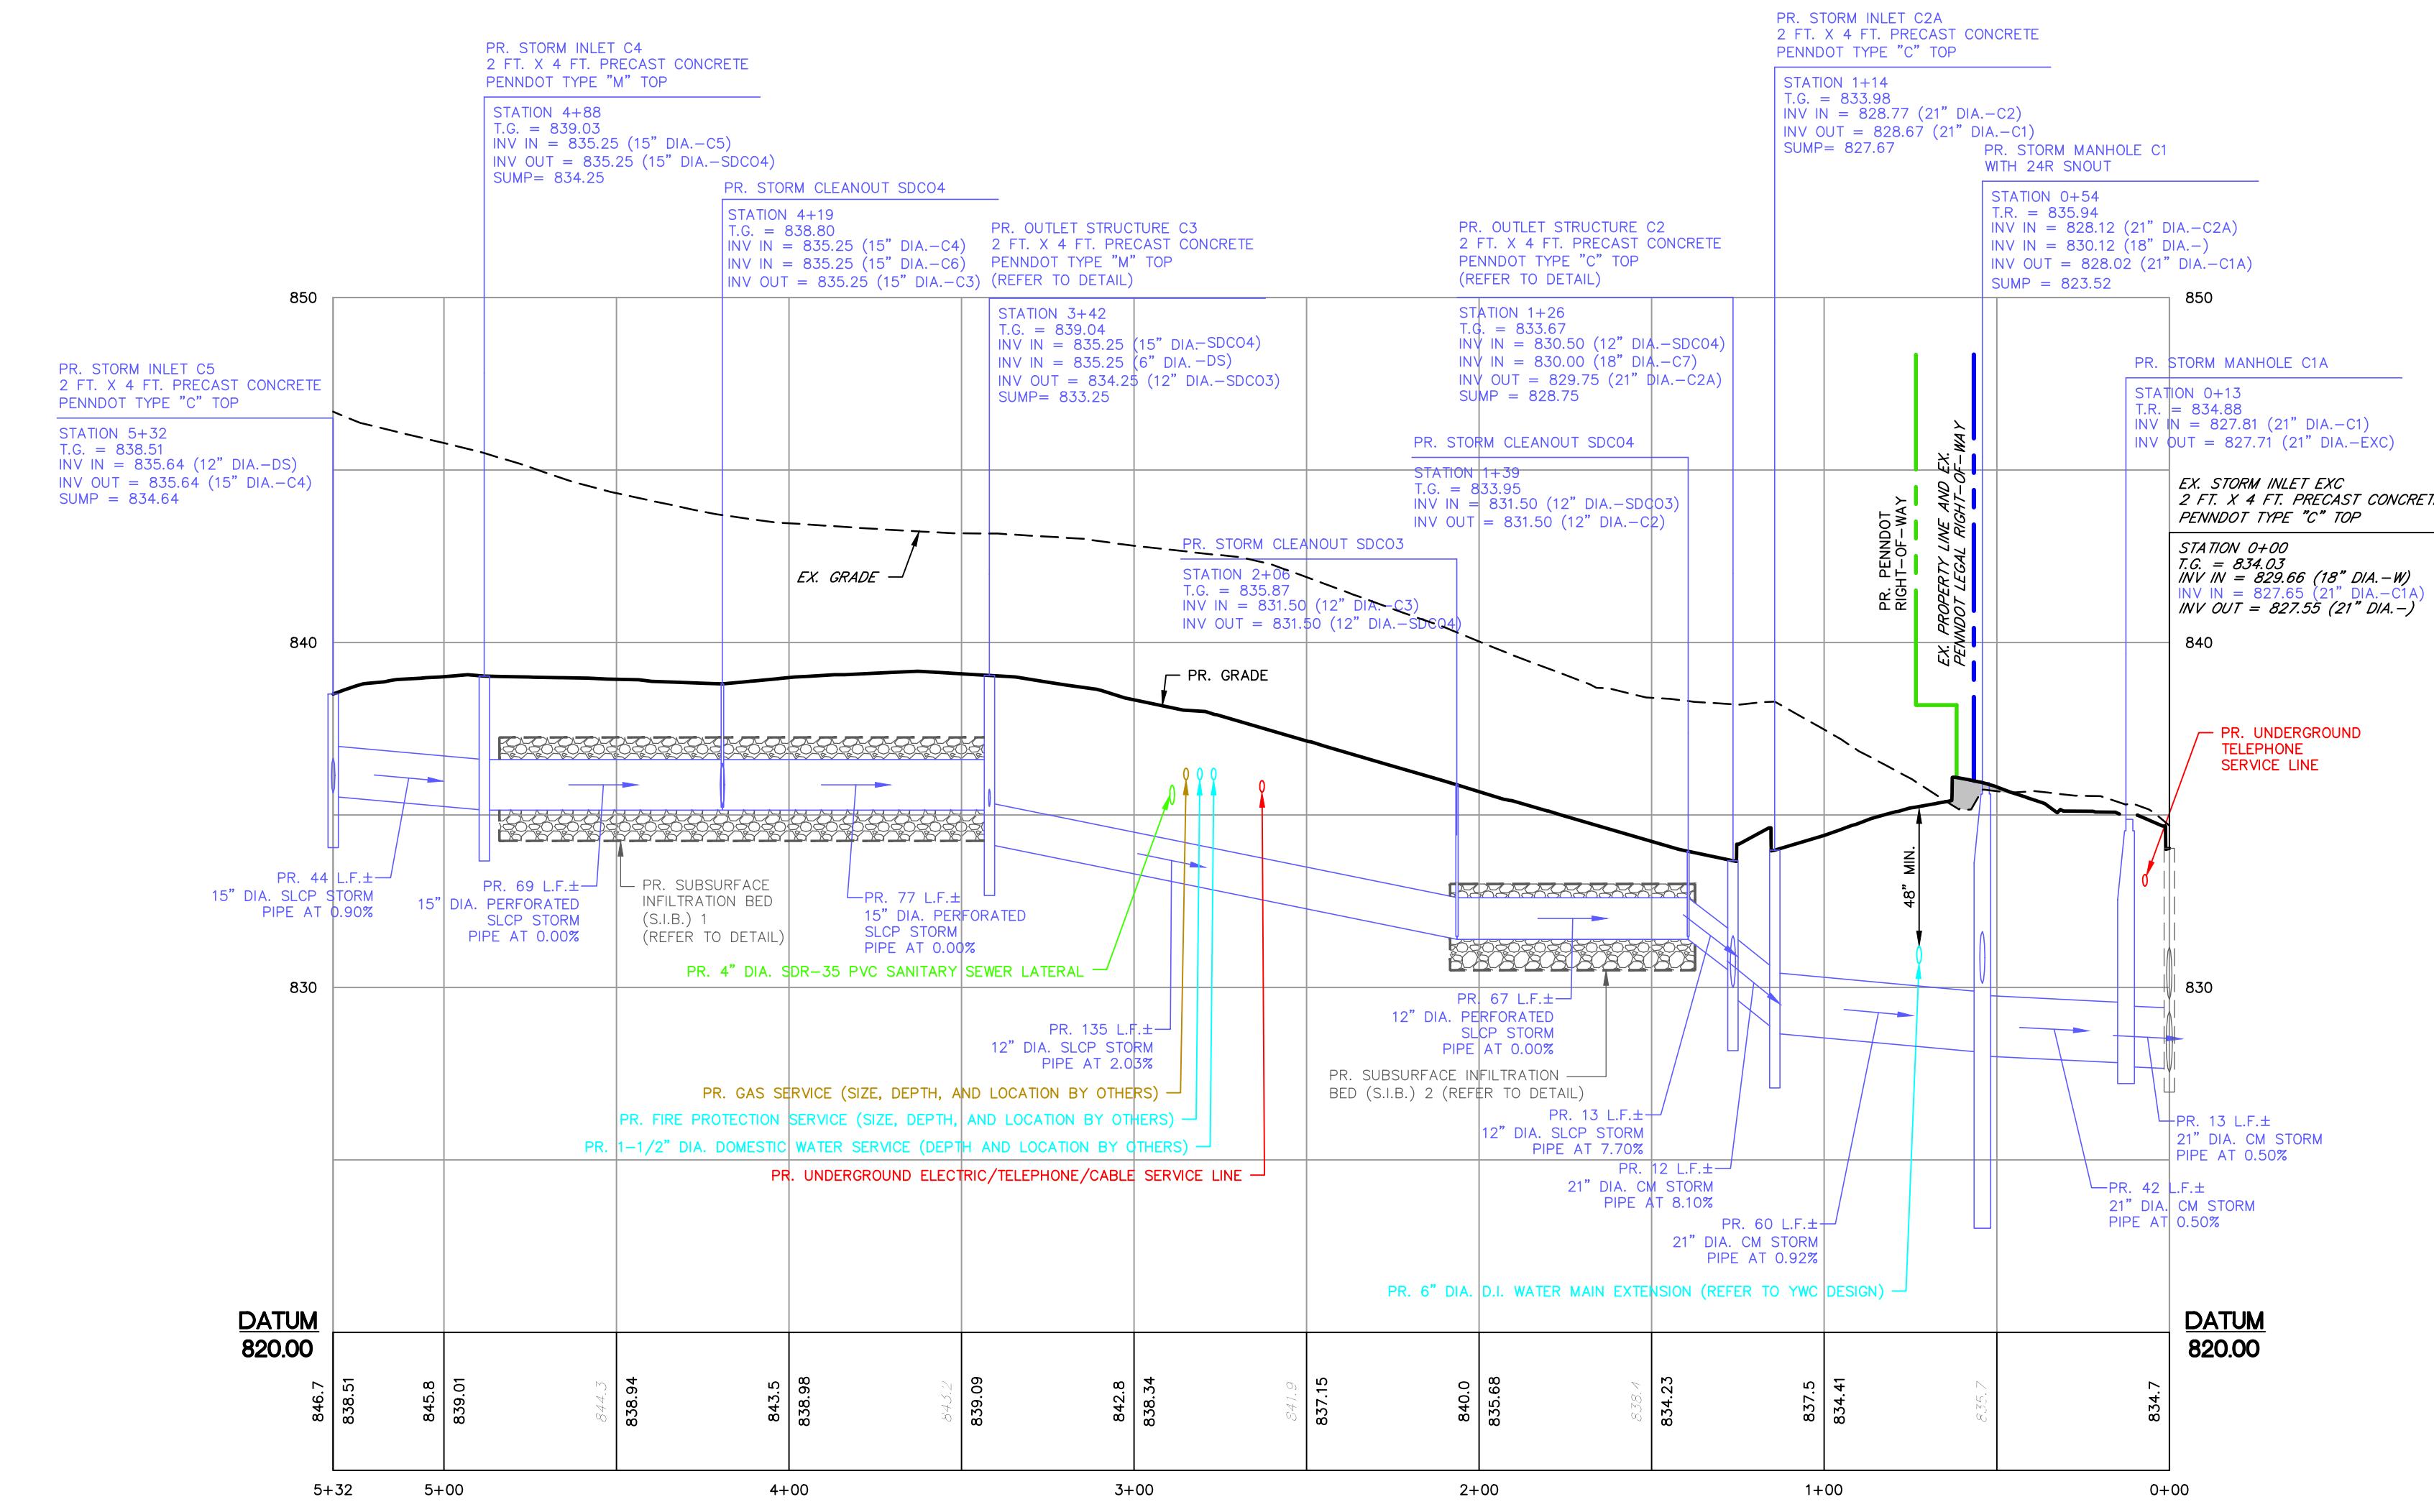 PR. STORM INLET C5
2 FT. X 4 FT. PRECAST CONCRETE
PENNDOT TYPE "C" TOP
STATION 5+32
T.G. = 838.51
INV IN = 835.64 (12" DIA.-DS)
INV OUT = 835.64 (15" DIA.-C4)
SUMP = 834.64
PR. STORM INLET C4
2 FT. X 4 FT. PRECAST CONCRETE
PENNDOT TYPE "M" TOP
STATION 4+88
T.G. = 839.03
INV IN = 835.25 (15" DIA.-C5)
INV OUT = 835.25 (15" DIA.-SDCO4)
SUMP= 834.25
PR. STORM CLEANOUT SDCO4
STATION 4+19
T.G. = 838.80
INV IN = 835.25 (15" DIA.-C4)
INV IN = 835.25 (15" DIA.-C6)
INV OUT = 835.25 (15" DIA.-C3)
PR. OUTLET STRUCTURE C3
2 FT. X 4 FT. PRECAST CONCRETE
PENNDOT TYPE "M" TOP
(REFER TO DETAIL)
STATION 3+42
T.G. = 839.04
INV IN = 835.25 (15" DIA.-SDCO4)
INV IN = 835.25 (6" DIA.-DS)
INV OUT = 834.25 (12" DIA.-SDCO3)
SUMP= 833.25
PR. STORM CLEANOUT SDCO3
STATION 2+06
T.G. = 835.87
INV IN = 831.50 (12" DIA.-C3)
INV OUT = 831.50 (12" DIA.-SDC04)
PR. STORM CLEANOUT SDC04
STATION 1+39
T.G. = 833.95
INV IN = 831.50 (12" DIA.-SDCO3)
INV OUT = 831.50 (12" DIA.-C2)
PR. OUTLET STRUCTURE C2
2 FT. X 4 FT. PRECAST CONCRETE
PENNDOT TYPE "C" TOP
(REFER TO DETAIL)
STATION 1+26
T.G. = 833.67
INV IN = 830.50 (12" DIA.-SDC04)
INV IN = 830.00 (18" DIA.-C7)
INV OUT = 829.75 (21" DIA.-C2A)
SUMP = 828.75
PR. STORM INLET C2A
2 FT. X 4 FT. PRECAST CONCRETE
PENNDOT TYPE "C" TOP
STATION 1+14
T.G. = 833.98
INV IN = 828.77 (21" DIA.-C2)
INV OUT = 828.67 (21" DIA.-C1)
SUMP= 827.67
PR. STORM MANHOLE C1
WITH 24R SNOUT
STATION 0+54
T.R. = 835.94
INV IN = 828.12 (21" DIA.-C2A)
INV IN = 830.12 (18" DIA.-)
INV OUT = 828.02 (21" DIA.-C1A)
SUMP = 823.52
PR. STORM MANHOLE C1A
STATION 0+13
T.R. = 834.88
INV IN = 827.81 (21" DIA.-C1)
INV OUT = 827.71 (21" DIA.-EXC)
EX. STORM INLET EXC
2 FT. X 4 FT. PRECAST CONCRET
PENNDOT TYPE "C" TOP
STATION 0+00
T.G. = 834.03
INV IN = 829.66 (18" DIA.-W)
INV IN = 827.65 (21" DIA.-C1A)
INV OUT = 827.55 (21" DIA.-)
850
840
830
850
840
830
EX. GRADE
PR. GRADE
PR. PENNDOT
RIGHT-OF-WAY
EX. PROPERTY LINE AND EX.
PENNDOT LEGAL RIGHT-OF-WAY
PR. UNDERGROUND
TELEPHONE
SERVICE LINE
48" MIN.
PR. 44 L.F.±
15" DIA. SLCP STORM
PIPE AT 0.90%
PR. 69 L.F.±
15" DIA. PERFORATED
SLCP STORM
PIPE AT 0.00%
PR. SUBSURFACE
INFILTRATION BED
(S.I.B.) 1
(REFER TO DETAIL)
PR. 77 L.F.±
15" DIA. PERFORATED
SLCP STORM
PIPE AT 0.00%
PR. 4" DIA. SDR-35 PVC SANITARY SEWER LATERAL
PR. 135 L.F.±
12" DIA. SLCP STORM
PIPE AT 2.03%
PR. GAS SERVICE (SIZE, DEPTH, AND LOCATION BY OTHERS)
PR. FIRE PROTECTION SERVICE (SIZE, DEPTH, AND LOCATION BY OTHERS)
PR. 1-1/2" DIA. DOMESTIC WATER SERVICE (DEPTH AND LOCATION BY OTHERS)
PR. UNDERGROUND ELECTRIC/TELEPHONE/CABLE SERVICE LINE
PR. 67 L.F.±
12" DIA. PERFORATED
SLCP STORM
PIPE AT 0.00%
PR. SUBSURFACE INFILTRATION
BED (S.I.B.) 2 (REFER TO DETAIL)
PR. 13 L.F.±
12" DIA. SLCP STORM
PIPE AT 7.70%
PR. 12 L.F.±
21" DIA. CM STORM
PIPE AT 8.10%
PR. 60 L.F.±
21" DIA. CM STORM
PIPE AT 0.92%
PR. 6" DIA. D.I. WATER MAIN EXTENSION (REFER TO YWC DESIGN)
PR. 13 L.F.±
21" DIA. CM STORM
PIPE AT 0.50%
PR. 42 L.F.±
21" DIA. CM STORM
PIPE AT 0.50%
DATUM
820.00
DATUM
820.00
846.7
838.51
845.8
839.01
844.3
838.94
843.5
838.98
843.2
839.09
842.8
838.34
841.9
837.15
840.0
835.68
838.4
834.23
837.5
834.41
835.7
834.7
5+32
5+00
4+00
3+00
2+00
1+00
0+00